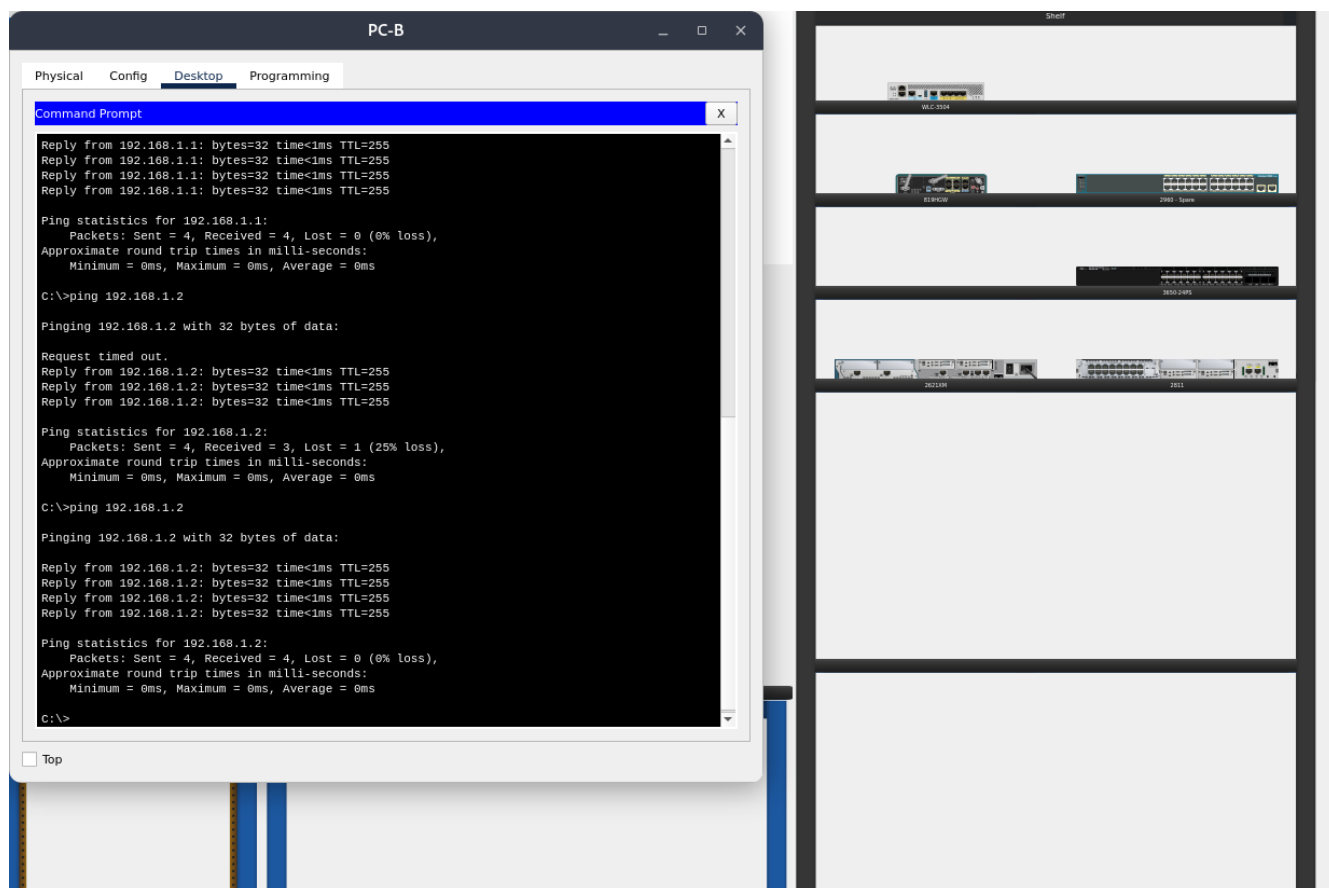 PC-B
Physical Config Desktop Programming
Command Prompt
X
Reply from 192.168.1.1: bytes=32 time<1ms TTL=255
Reply from 192.168.1.1: bytes=32 time<1ms TTL=255
Reply from 192.168.1.1: bytes=32 time<1ms TTL=255
Reply from 192.168.1.1: bytes=32 time<1ms TTL=255
Ping statistics for 192.168.1.1:
Packets: Sent = 4, Received = 4, Lost = 0 (0% loss),
Approximate round trip times in milli-seconds:
Minimum = 0ms, Maximum = 0ms, Average = 0ms
C:\>ping 192.168.1.2
Pinging 192.168.1.2 with 32 bytes of data:
Request timed out.
Reply from 192.168.1.2: bytes=32 time<1ms TTL=255
Reply from 192.168.1.2: bytes=32 time<1ms TTL=255
Reply from 192.168.1.2: bytes=32 time<1ms TTL=255
Ping statistics for 192.168.1.2:
Packets: Sent = 4, Received = 3, Lost = 1 (25% loss),
Approximate round trip times in milli-seconds:
Minimum = 0ms, Maximum = 0ms, Average = 0ms
C:\>ping 192.168.1.2
Pinging 192.168.1.2 with 32 bytes of data:
Reply from 192.168.1.2: bytes=32 time<1ms TTL=255
Reply from 192.168.1.2: bytes=32 time<1ms TTL=255
Reply from 192.168.1.2: bytes=32 time<1ms TTL=255
Reply from 192.168.1.2: bytes=32 time<1ms TTL=255
Ping statistics for 192.168.1.2:
Packets: Sent = 4, Received = 4, Lost = 0 (0% loss),
Approximate round trip times in milli-seconds:
Minimum = 0ms, Maximum = 0ms, Average = 0ms
C:\>
Top
Shelf
WLC-3504
819HGW
2960 - Spare
3650-24PS
2621XM
2811